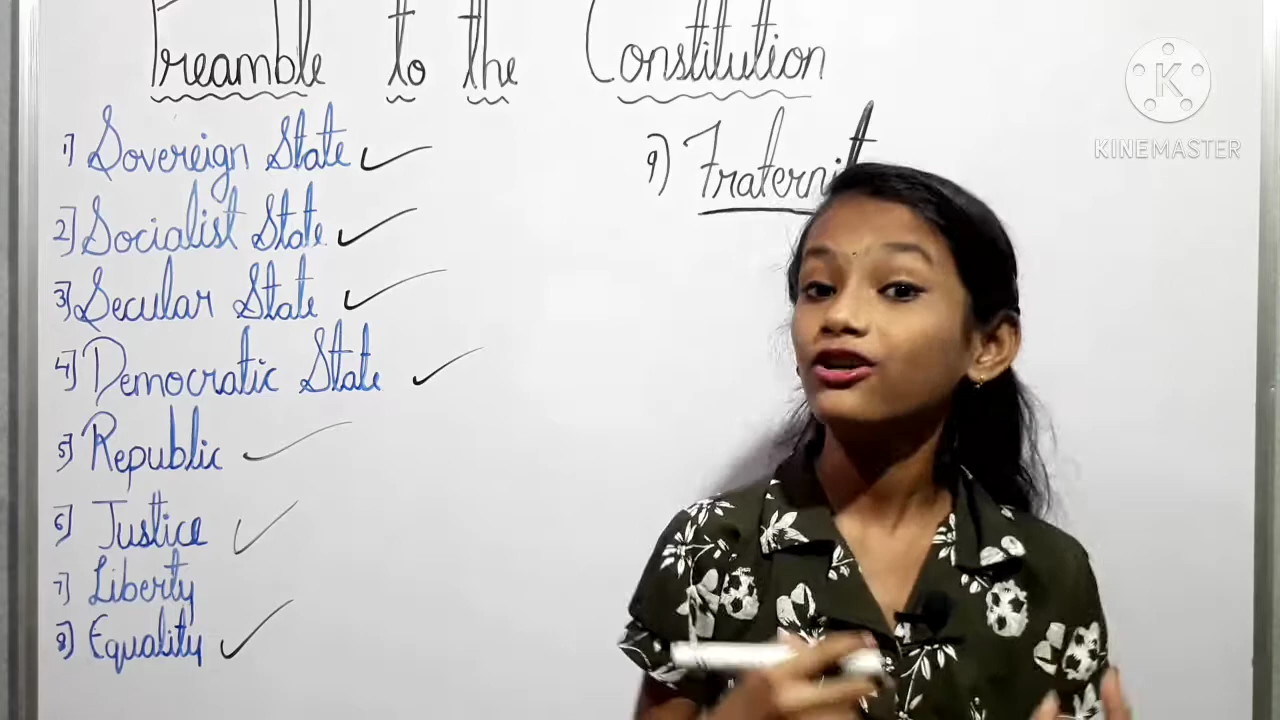 Preamble to the Constitution
1) Sovereign State
2] Socialist State
3] Secular State
4] Democratic State
5] Republic
6] Justice
7] Liberty
8] Equality
9) Fraternit
K
KINEMASTER